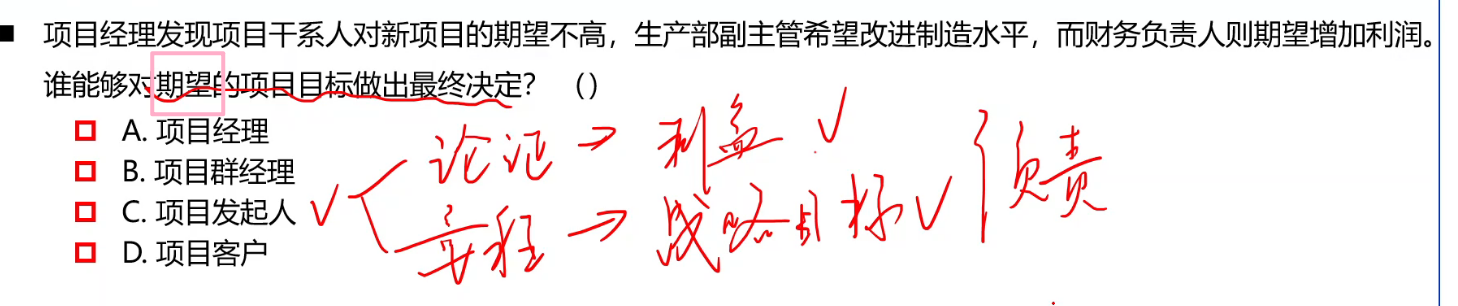 项目经理发现项目干系人对新项目的期望不高，生产部副主管希望改进制造水平，而财务负责人则期望增加利润。
谁能够对期望的项目目标做出最终决定？（）
A. 项目经理
B. 项目群经理
C. 项目发起人
D. 项目客户
论证→利益 ✓
章程→战略目标✓
负责